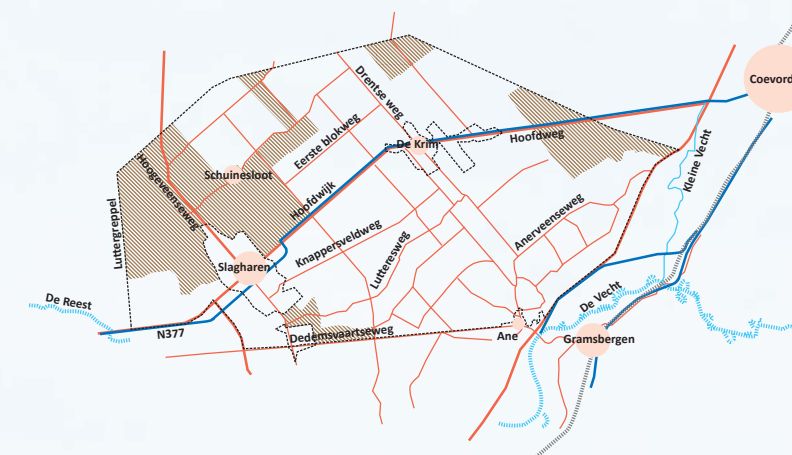 Coevord
Drentse weg
Eerste blokweg
De Krim
Hoofdweg
Kleine Vecht
Hoogeveenseweg
Schuinesloot
Hoofdwijk
Luttergreppel
Knappersveldweg
Lutteresweg
Anerveenseweg
Slagharen
De Reest
N377
Dedemsvaartseweg
De Vecht
Ane
Gramsbergen